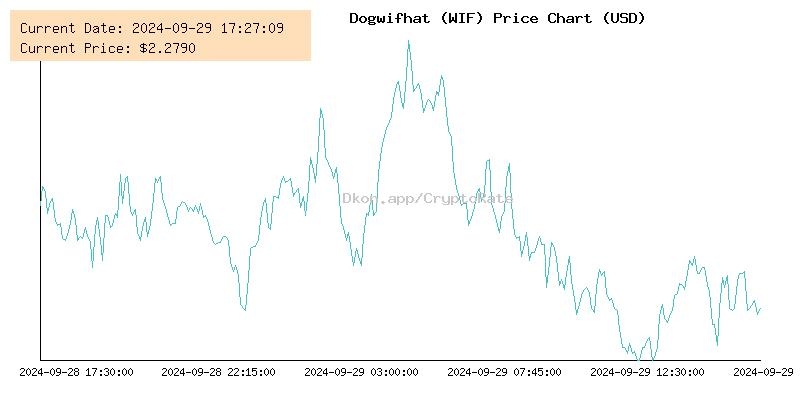 Dogwifhat (WIF) Price Chart (USD)
Current Date: 2024-09-29 17:27:09
Current Price: $2.2790
Dkoh.app/CryptoRate
2024-09-28 17:30:00
2024-09-28 22:15:00
2024-09-29 03:00:00
2024-09-29 07:45:00
2024-09-29 12:30:00
2024-09-29